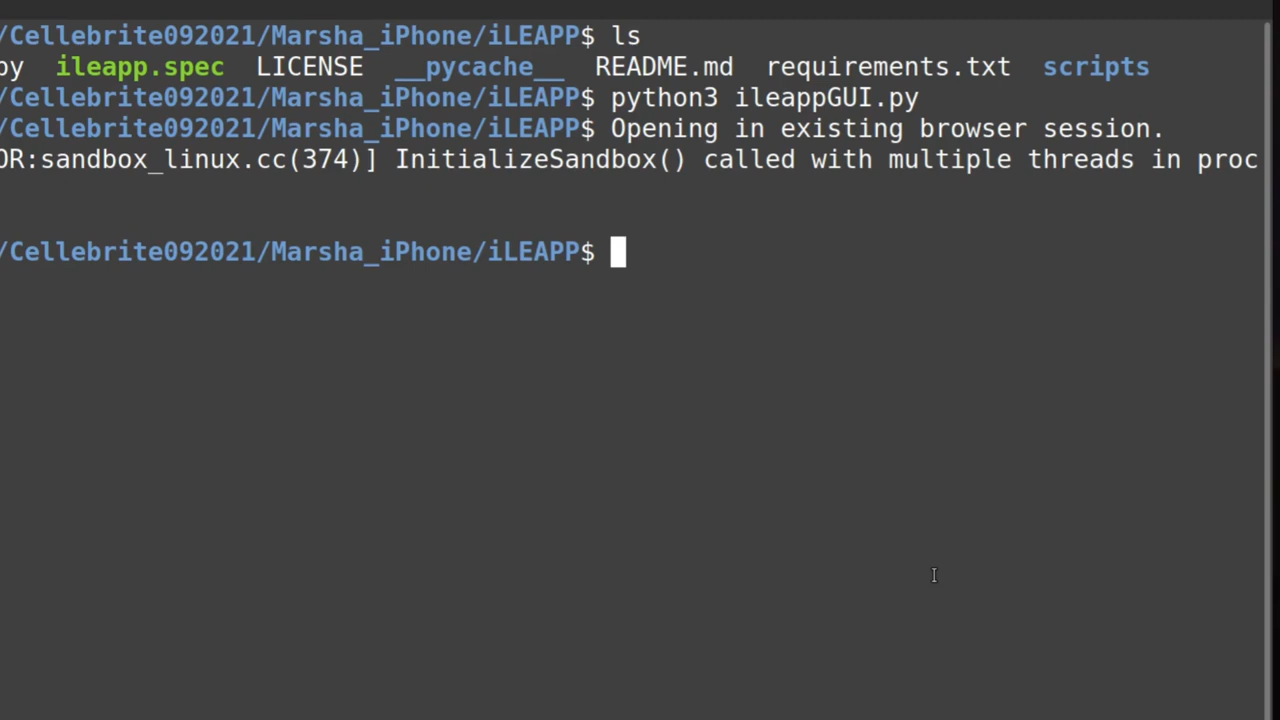 /Cellebrite092021/Marsha_iPhone/iLEAPP$ ls
py  ileapp.spec  LICENSE  __pycache__  README.md  requirements.txt  scripts
/Cellebrite092021/Marsha_iPhone/iLEAPP$ python3 ileappGUI.py
/Cellebrite092021/Marsha_iPhone/iLEAPP$ Opening in existing browser session.
OR:sandbox_linux.cc(374)] InitializeSandbox() called with multiple threads in proc
/Cellebrite092021/Marsha_iPhone/iLEAPP$